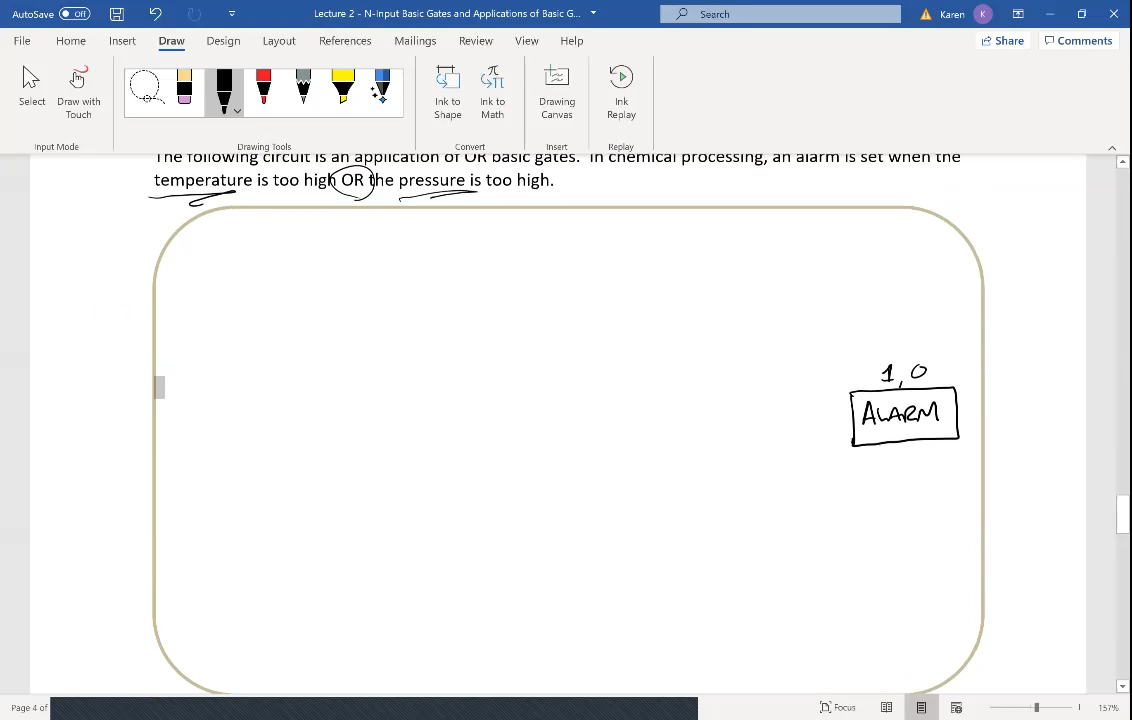 AutoSave Off Lecture 2 - N-Input Basic Gates and Applications of Basic G... Search Karen K
File Home Insert Draw Design Layout References Mailings Review View Help Share Comments
Select Draw with Touch Ink to Shape Ink to Math Drawing Canvas Ink Replay
Input Mode Drawing Tools Convert Insert Replay
The following circuit is an application of OR basic gates. In chemical processing, an alarm is set when the
temperature is too high OR the pressure is too high.
1, 0
ALARM
Page 4 of Focus 157%